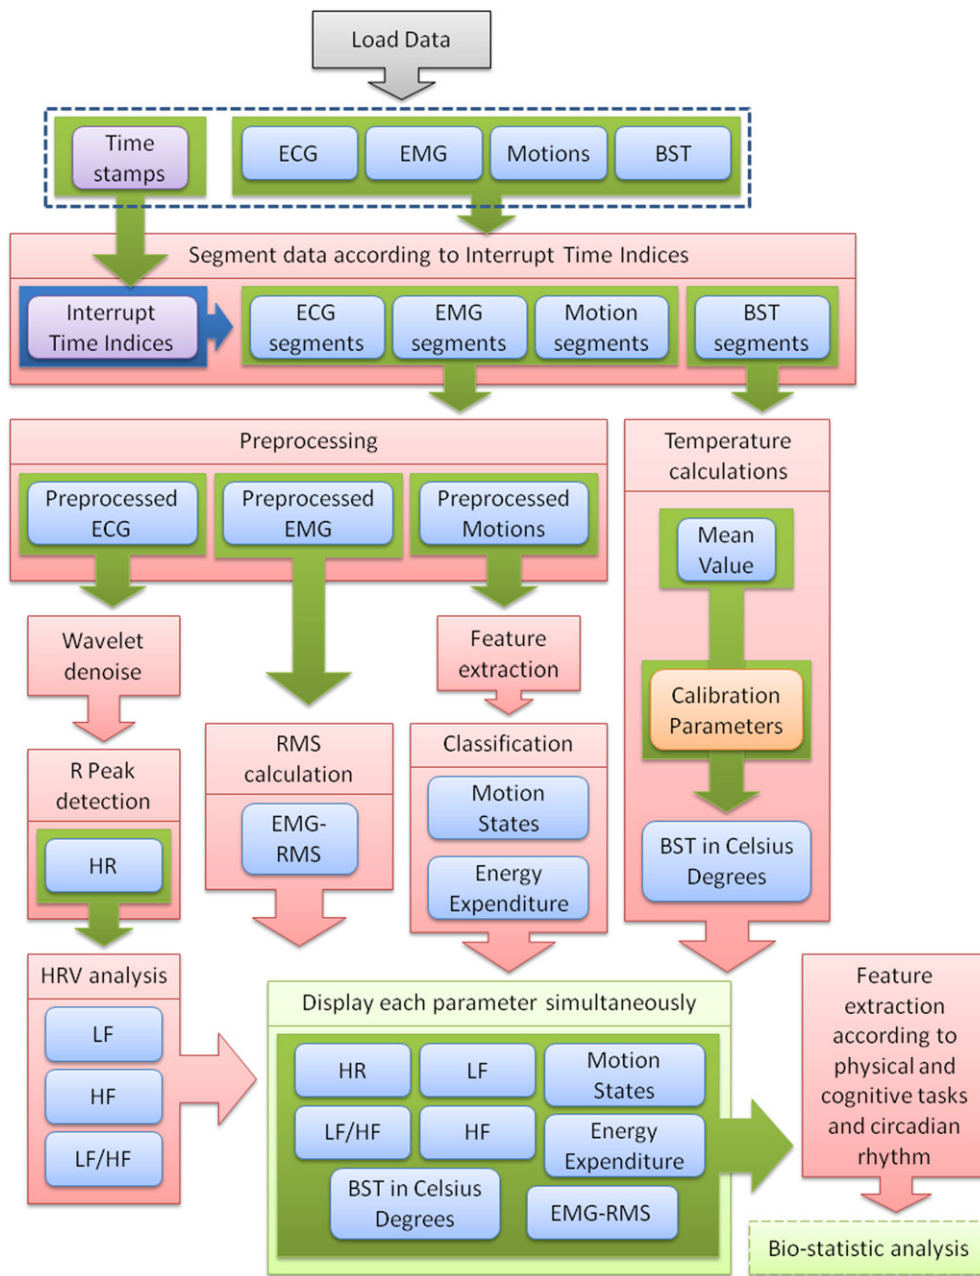 Load Data
Time
stamps
ECG
EMG
Motions
BST
Segment data according to Interrupt Time Indices
Interrupt
Time Indices
ECG
segments
EMG
segments
Motion
segments
BST
segments
Preprocessing
Preprocessed
ECG
Preprocessed
EMG
Preprocessed
Motions
Temperature
calculations
Mean
Value
Calibration
Parameters
BST in Celsius
Degrees
Wavelet
denoise
R Peak
detection
HR
HRV analysis
LF
HF
LF/HF
RMS
calculation
EMG-
RMS
Feature
extraction
Classification
Motion
States
Energy
Expenditure
Display each parameter simultaneously
HR
LF
Motion
States
LF/HF
HF
Energy
Expenditure
BST in Celsius
Degrees
EMG-RMS
Feature
extraction
according to
physical and
cognitive tasks
and circadian
rhythm
Bio-statistic analysis